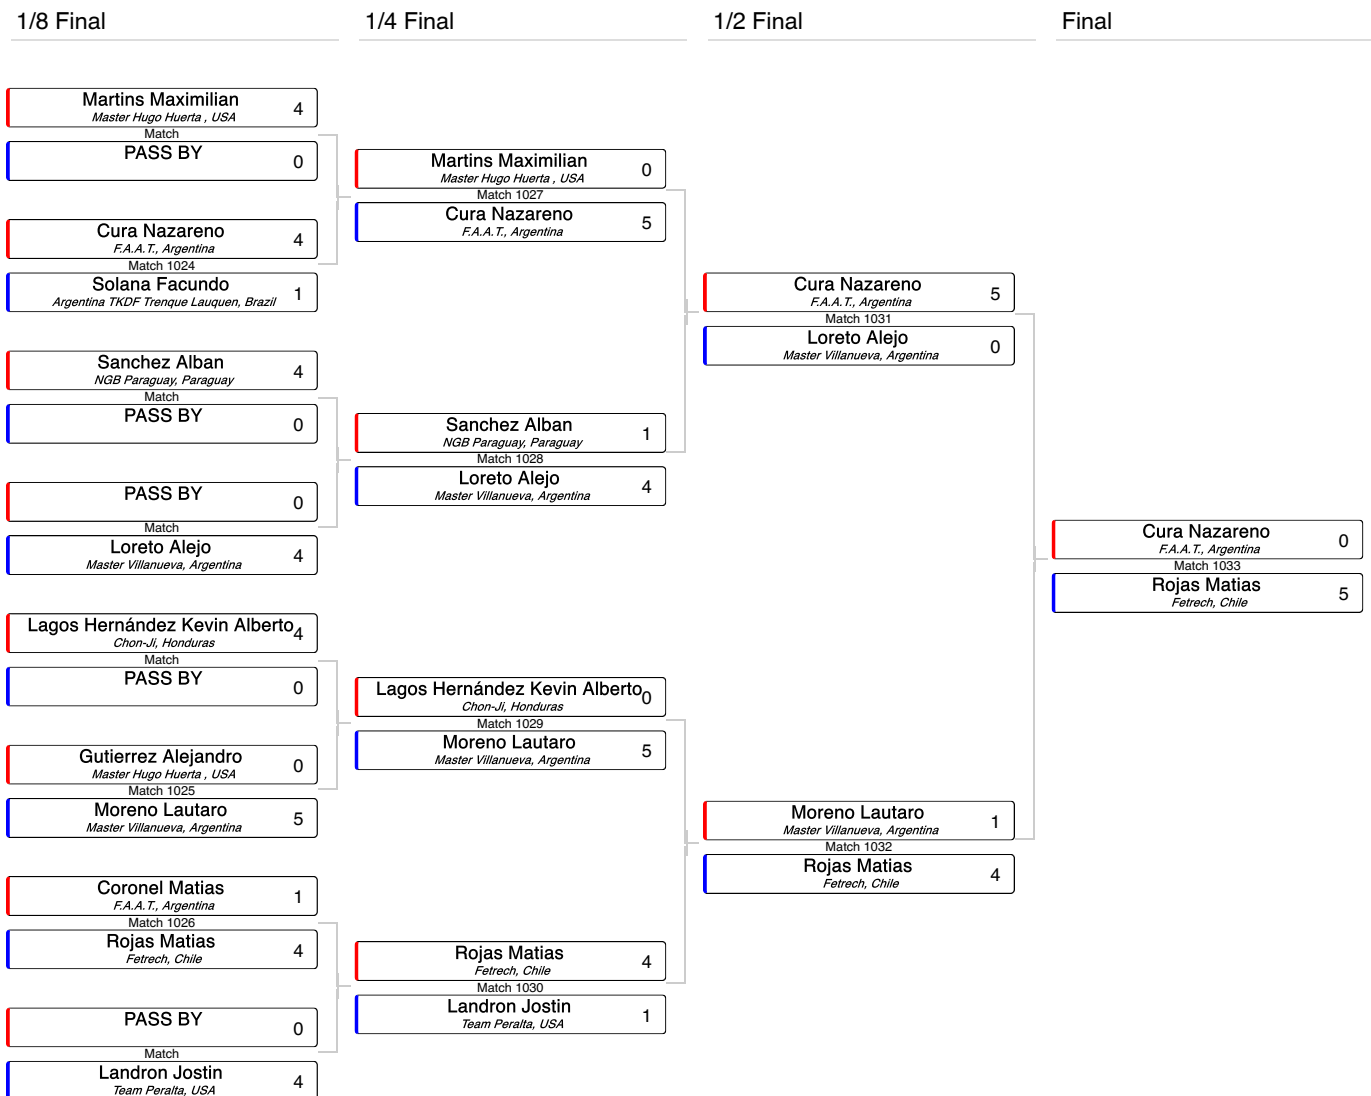 1/8 Final
1/4 Final
1/2 Final
Final
Martins Maximilian
4
Master Hugo Huerta , USA
Match
PASS BY
0
Cura Nazareno
4
F.A.A.T., Argentina
Match 1024
Solana Facundo
1
Argentina TKDF Trenque Lauquen, Brazil
Sanchez Alban
4
NGB Paraguay, Paraguay
Match
PASS BY
0
PASS BY
0
Match
Loreto Alejo
4
Master Villanueva, Argentina
Lagos Hernández Kevin Alberto
4
Chon-Ji, Honduras
Match
PASS BY
0
Gutierrez Alejandro
0
Master Hugo Huerta , USA
Match 1025
Moreno Lautaro
5
Master Villanueva, Argentina
Coronel Matias
1
F.A.A.T., Argentina
Match 1026
Rojas Matias
4
Fetrech, Chile
PASS BY
0
Match
Landron Jostin
4
Team Peralta, USA
Martins Maximilian
0
Master Hugo Huerta , USA
Match 1027
Cura Nazareno
5
F.A.A.T., Argentina
Sanchez Alban
1
NGB Paraguay, Paraguay
Match 1028
Loreto Alejo
4
Master Villanueva, Argentina
Lagos Hernández Kevin Alberto
0
Chon-Ji, Honduras
Match 1029
Moreno Lautaro
5
Master Villanueva, Argentina
Rojas Matias
4
Fetrech, Chile
Match 1030
Landron Jostin
1
Team Peralta, USA
Cura Nazareno
5
F.A.A.T., Argentina
Match 1031
Loreto Alejo
0
Master Villanueva, Argentina
Moreno Lautaro
1
Master Villanueva, Argentina
Match 1032
Rojas Matias
4
Fetrech, Chile
Cura Nazareno
0
F.A.A.T., Argentina
Match 1033
Rojas Matias
5
Fetrech, Chile